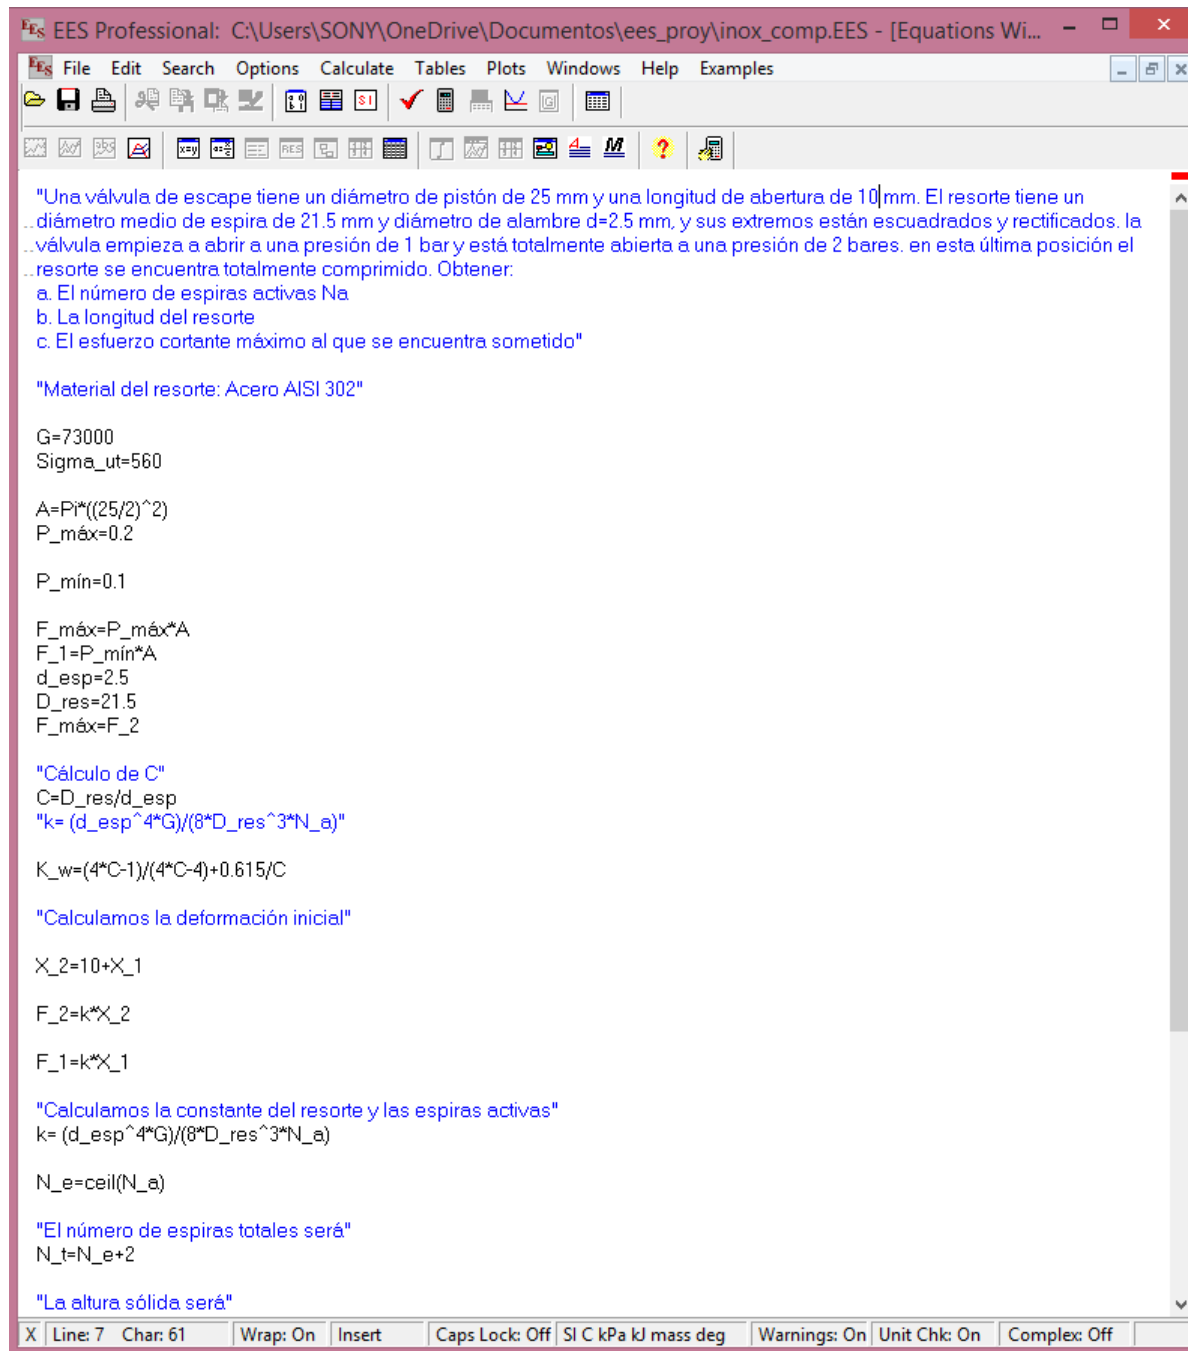 EES Professional: C:\Users\SONY\OneDrive\Documentos\ees_proy\inox_comp.EES - [Equations Wi...
File Edit Search Options Calculate Tables Plots Windows Help Examples
"Una válvula de escape tiene un diámetro de pistón de 25 mm y una longitud de abertura de 10 mm. El resorte tiene un
diámetro medio de espira de 21.5 mm y diámetro de alambre d=2.5 mm, y sus extremos están escuadrados y rectificados. la
válvula empieza a abrir a una presión de 1 bar y está totalmente abierta a una presión de 2 bares. en esta última posición el
resorte se encuentra totalmente comprimido. Obtener:
a. El número de espiras activas Na
b. La longitud del resorte
c. El esfuerzo cortante máximo al que se encuentra sometido"
"Material del resorte: Acero AISI 302"
G=73000
Sigma_ut=560
A=Pi*((25/2)^2)
P_máx=0.2
P_mín=0.1
F_máx=P_máx*A
F_1=P_mín*A
d_esp=2.5
D_res=21.5
F_máx=F_2
"Cálculo de C"
C=D_res/d_esp
"k= (d_esp^4*G)/(8*D_res^3*N_a)"
K_w=(4*C-1)/(4*C-4)+0.615/C
"Calculamos la deformación inicial"
X_2=10+X_1
F_2=k*X_2
F_1=k*X_1
"Calculamos la constante del resorte y las espiras activas"
k= (d_esp^4*G)/(8*D_res^3*N_a)
N_e=ceil(N_a)
"El número de espiras totales será"
N_t=N_e+2
"La altura sólida será"
X Line: 7 Char: 61 Wrap: On Insert Caps Lock: Off SI C kPa kJ mass deg Warnings: On Unit Chk: On Complex: Off